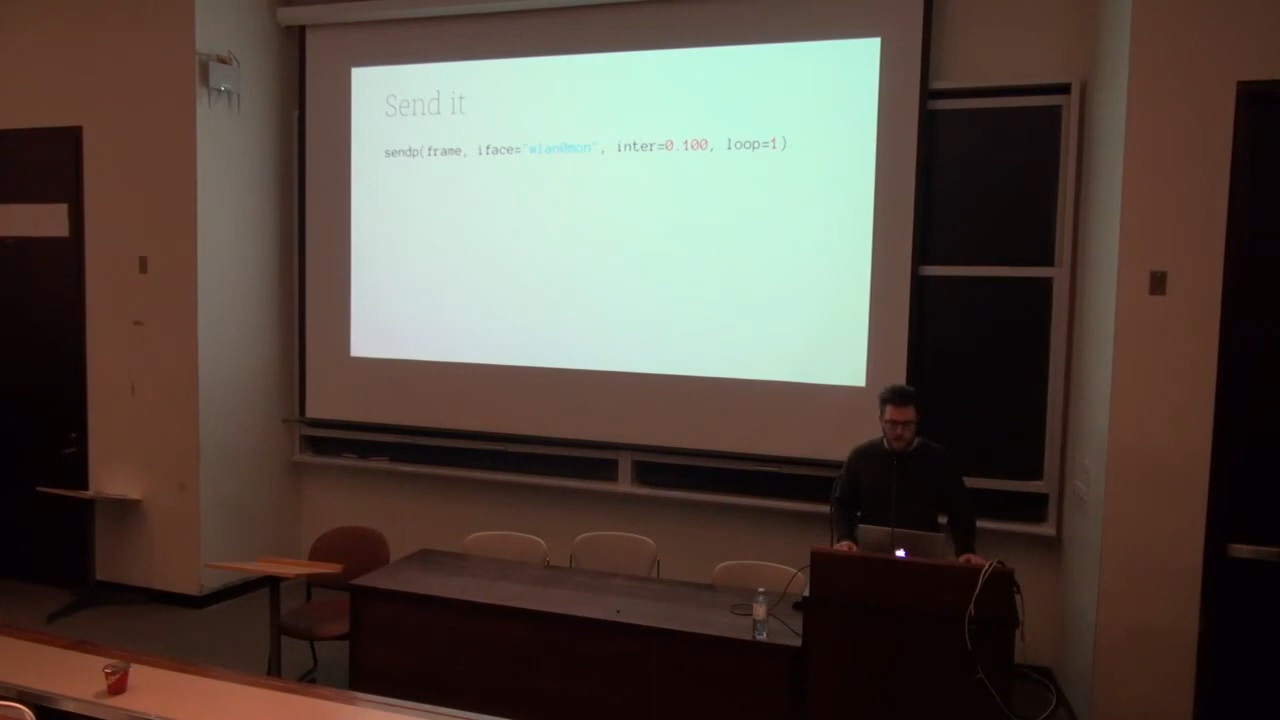 Send it
sendp(frame, iface="wlan0mon", inter=0.100, loop=1)